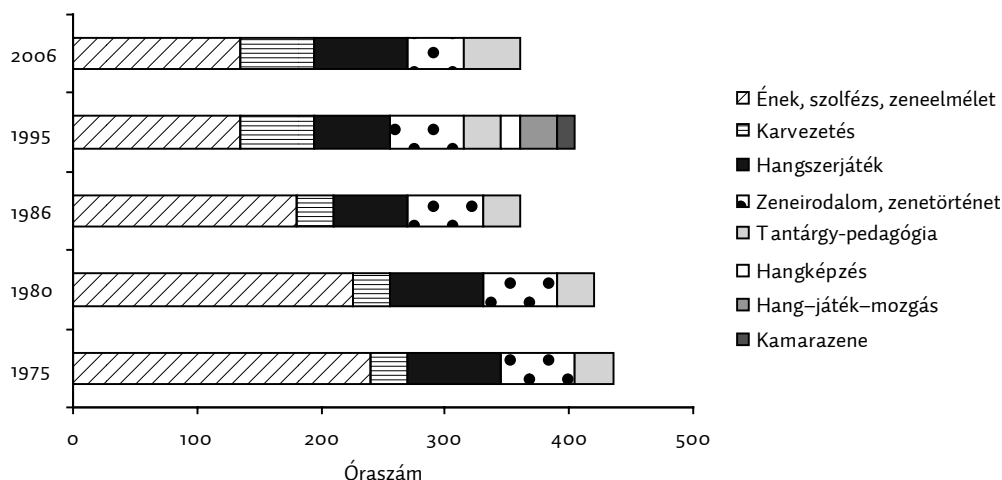 2006
1995
1986
1980
1975
0 100 200 300 400 500
Óraszám
Ének, szolfézs, zeneelmélet
Karvezetés
Hangszerjáték
Zeneirodalom, zenetörténet
Tantárgy-pedagógia
Hangképzés
Hang–játék–mozgás
Kamarazene